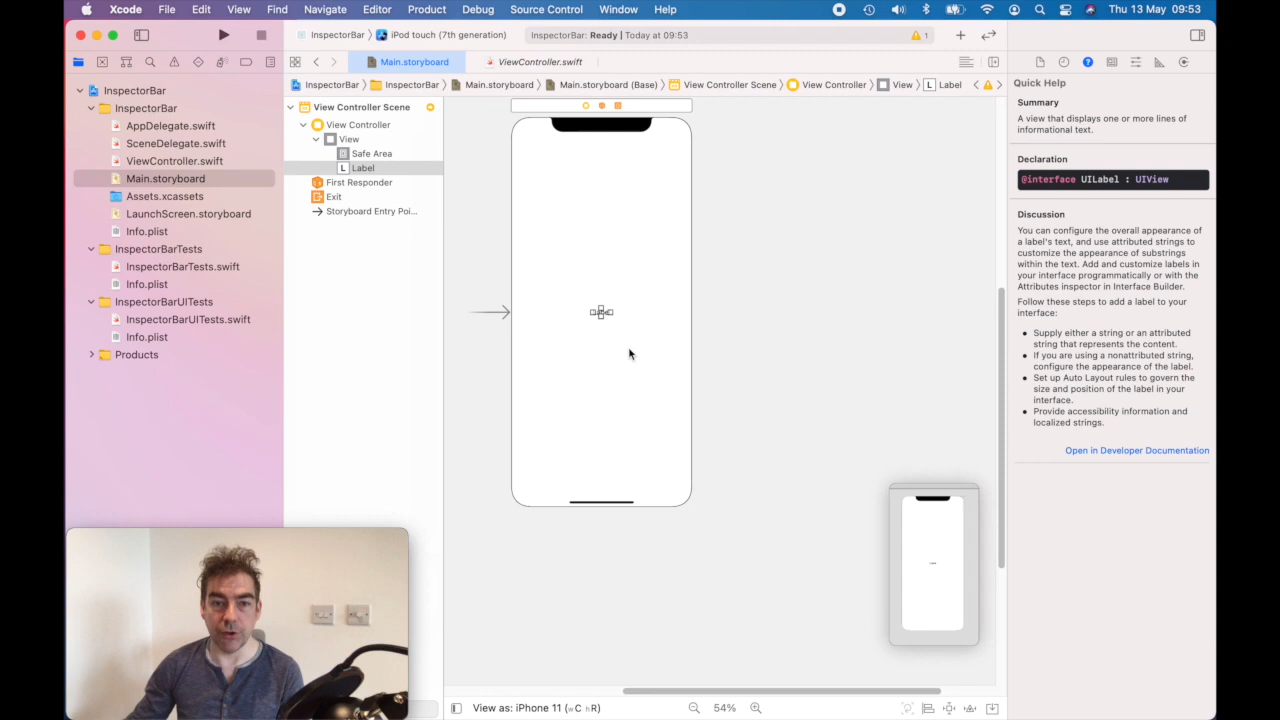 Xcode File Edit View Find Navigate Editor Product Debug Source Control Window Help Thu 13 May 09:53
InspectorBar iPod touch (7th generation) InspectorBar: Ready | Today at 09:53 1
Main.storyboard ViewController.swift
InspectorBar InspectorBar Main.storyboard Main.storyboard (Base) View Controller Scene View Controller View L Label
InspectorBar
InspectorBar
AppDelegate.swift
SceneDelegate.swift
ViewController.swift
Main.storyboard
Assets.xcassets
LaunchScreen.storyboard
Info.plist
InspectorBarTests
InspectorBarTests.swift
Info.plist
InspectorBarUITests
InspectorBarUITests.swift
Info.plist
Products
View Controller Scene
View Controller
View
Safe Area
L Label
First Responder
Exit
Storyboard Entry Poi...
View as: iPhone 11 (wC hR) 54%
Quick Help
Summary
A view that displays one or more lines of
informational text.
Declaration
@interface UILabel : UIView
Discussion
You can configure the overall appearance of
a label's text, and use attributed strings to
customize the appearance of substrings
within the text. Add and customize labels in
your interface programmatically or with the
Attributes inspector in Interface Builder.
Follow these steps to add a label to your
interface:
• Supply either a string or an attributed
string that represents the content.
• If you are using a nonattributed string,
configure the appearance of the label.
• Set up Auto Layout rules to govern the
size and position of the label in your
interface.
• Provide accessibility information and
localized strings.
Open in Developer Documentation